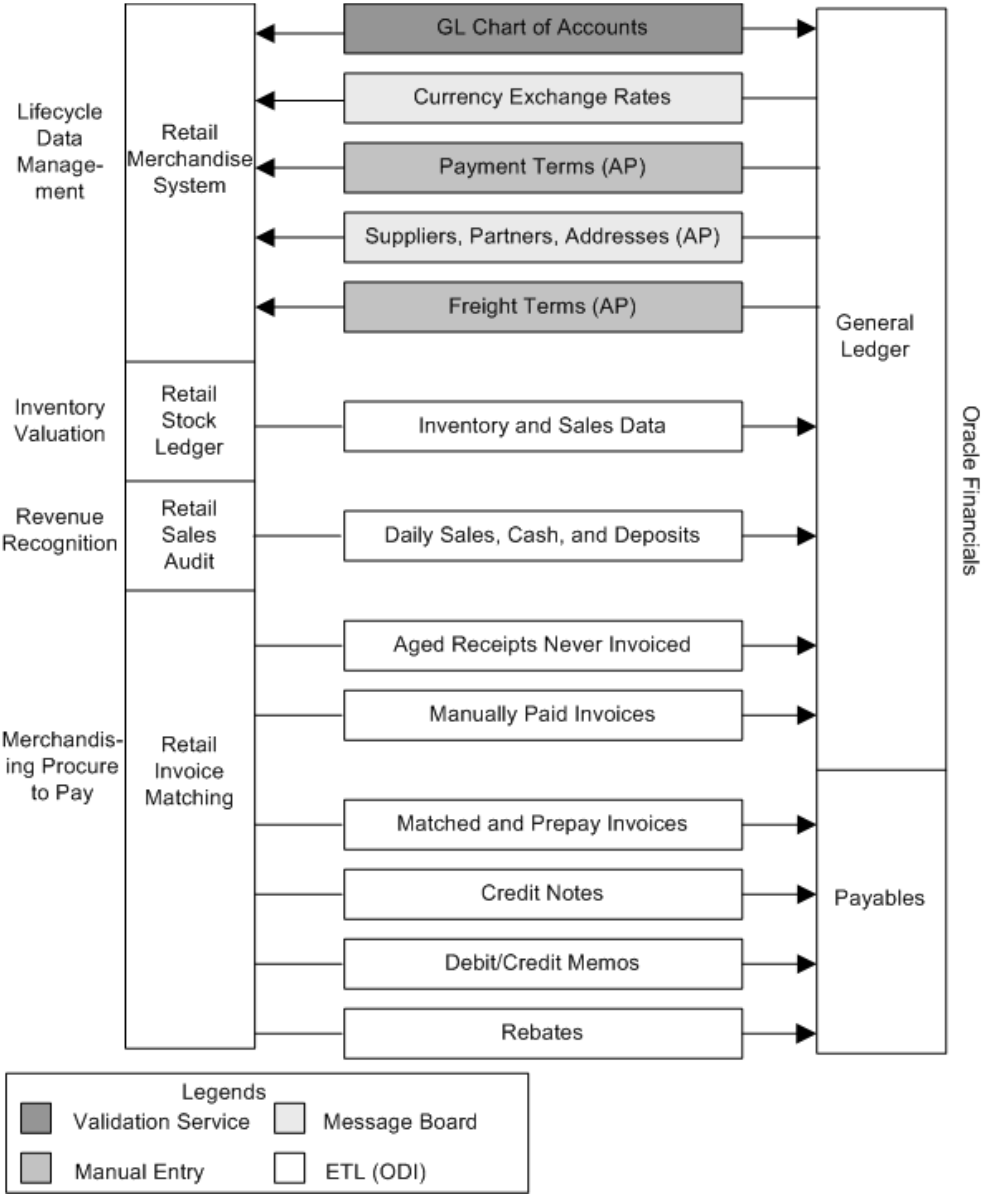 GL Chart of Accounts
Currency Exchange Rates
Payment Terms (AP)
Suppliers, Partners, Addresses (AP)
Freight Terms (AP)
Lifecycle
Data
Manage-
ment
Retail
Merchandise
System
General
Ledger
Inventory
Valuation
Retail
Stock
Ledger
Inventory and Sales Data
Revenue
Recognition
Retail
Sales
Audit
Daily Sales, Cash, and Deposits
Oracle Financials
Merchandis-
ing Procure
to Pay
Retail
Invoice
Matching
Aged Receipts Never Invoiced
Manually Paid Invoices
Matched and Prepay Invoices
Credit Notes
Debit/Credit Memos
Rebates
Payables
Legends
Validation Service
Message Board
Manual Entry
ETL (ODI)